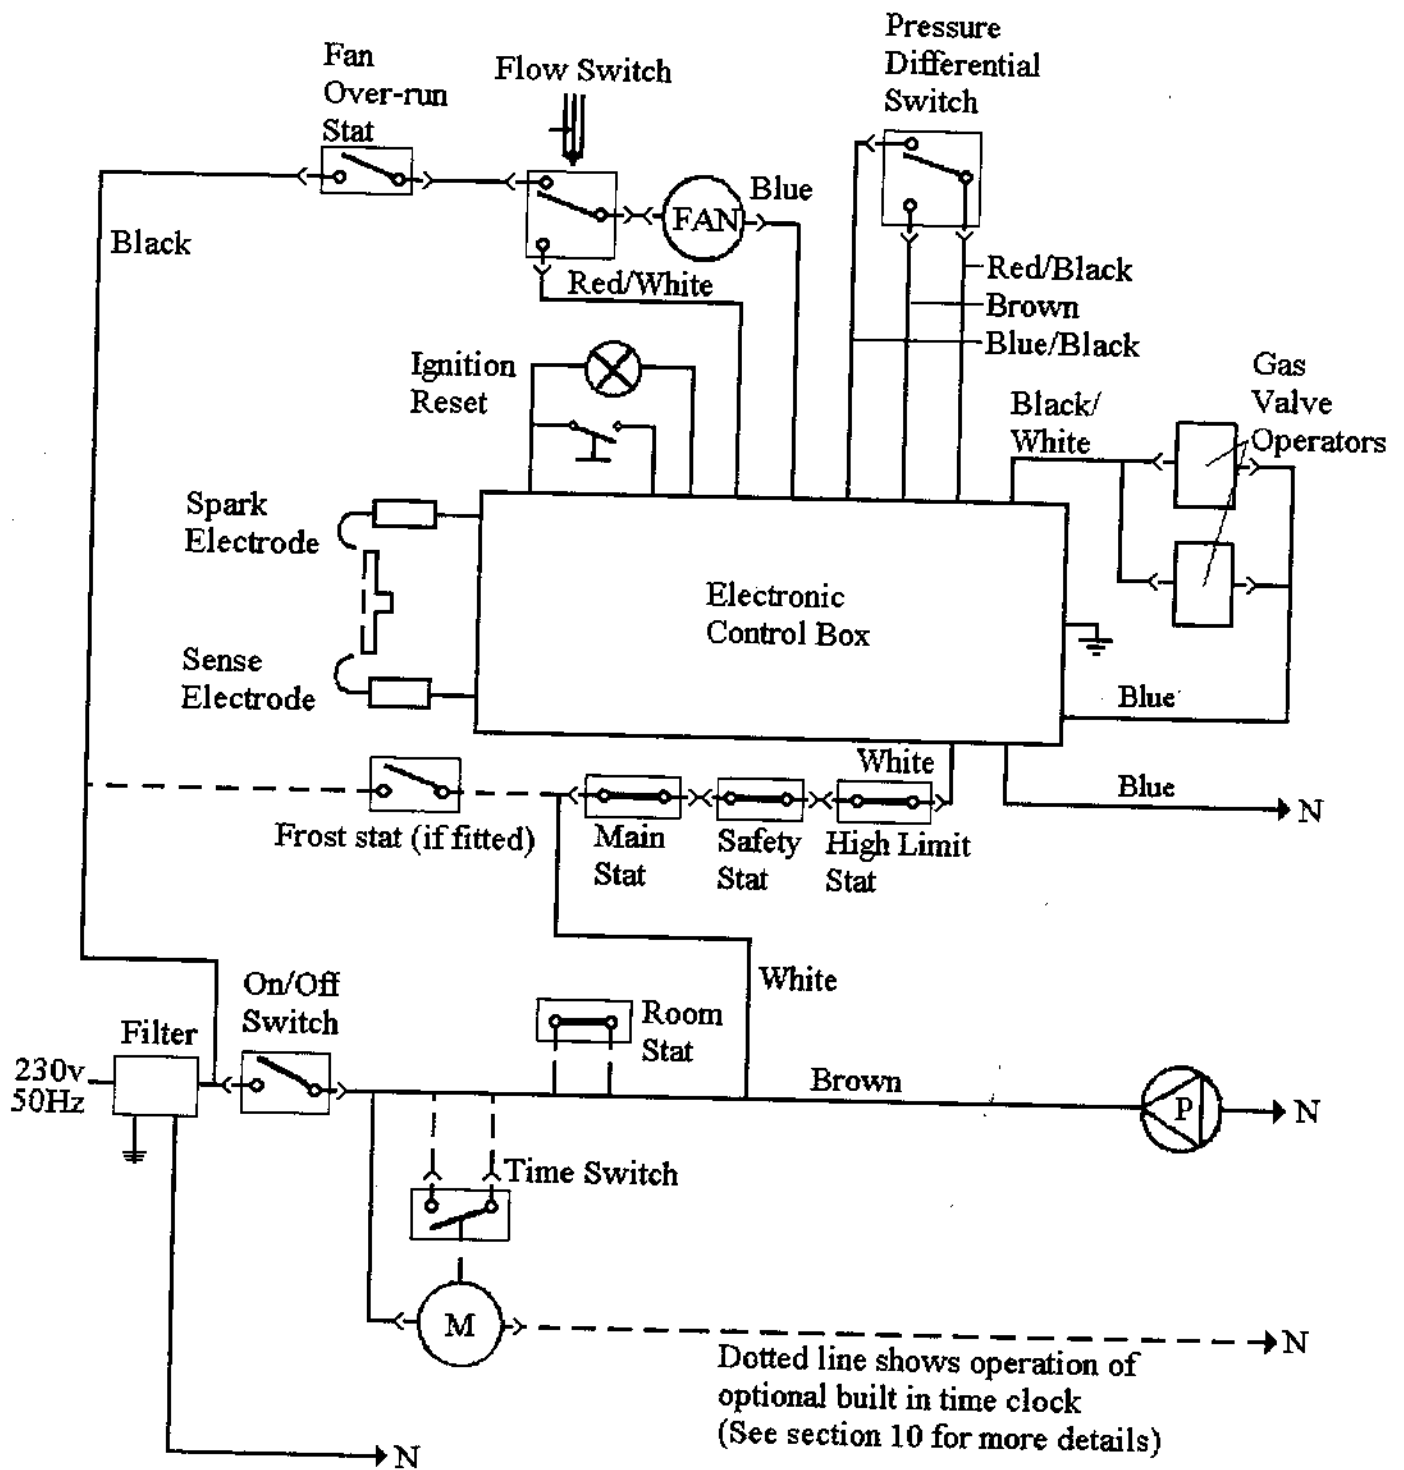 Pressure
Differential
Switch
Fan
Over-run
Stat
Flow Switch
FAN
Blue
Black
Red/White
Red/Black
Brown
Blue/Black
Ignition
Reset
Gas
Valve
Operators
Black/
White
Spark
Electrode
Electronic
Control Box
Sense
Electrode
Blue
White
Blue
N
Frost stat (if fitted)
Main
Stat
Safety
Stat
High Limit
Stat
White
On/Off
Switch
Room
Stat
Filter
230v
50Hz
Brown
P
N
Time Switch
M
N
Dotted line shows operation of
optional built in time clock
(See section 10 for more details)
N